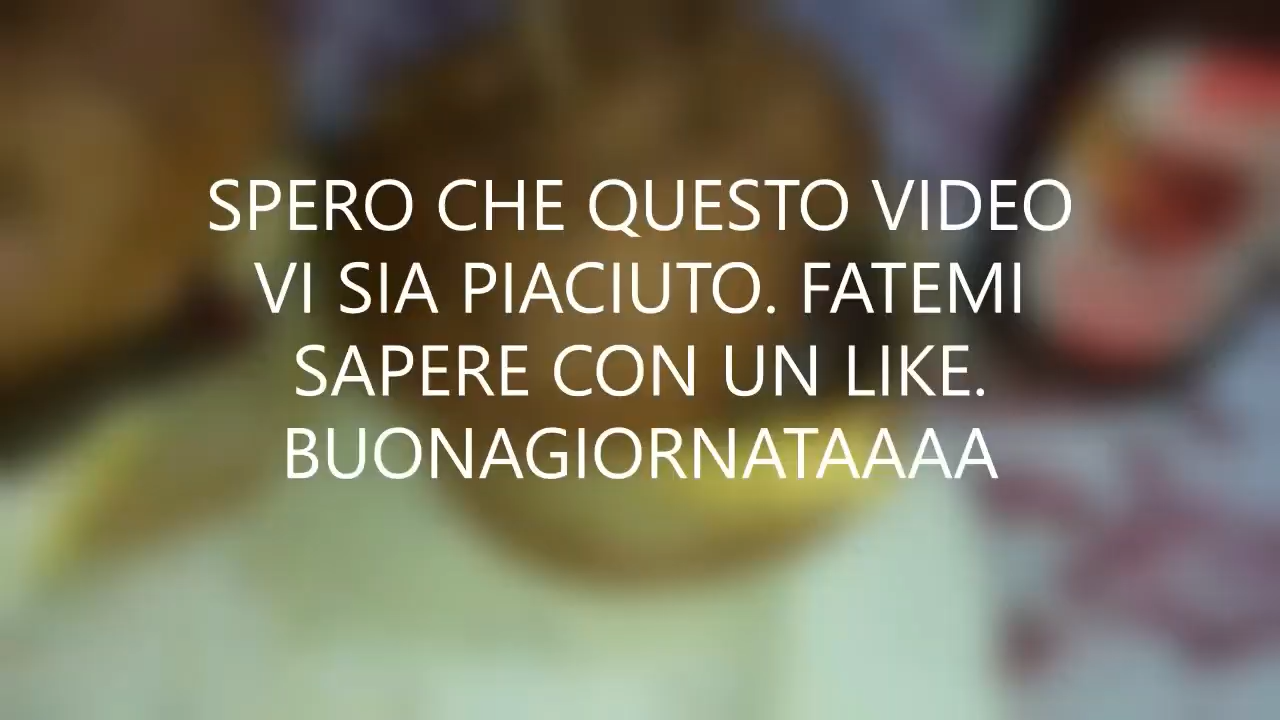 SPERO CHE QUESTO VIDEO
VI SIA PIACIUTO. FATEMI
SAPERE CON UN LIKE.
BUONAGIORNATAAAA